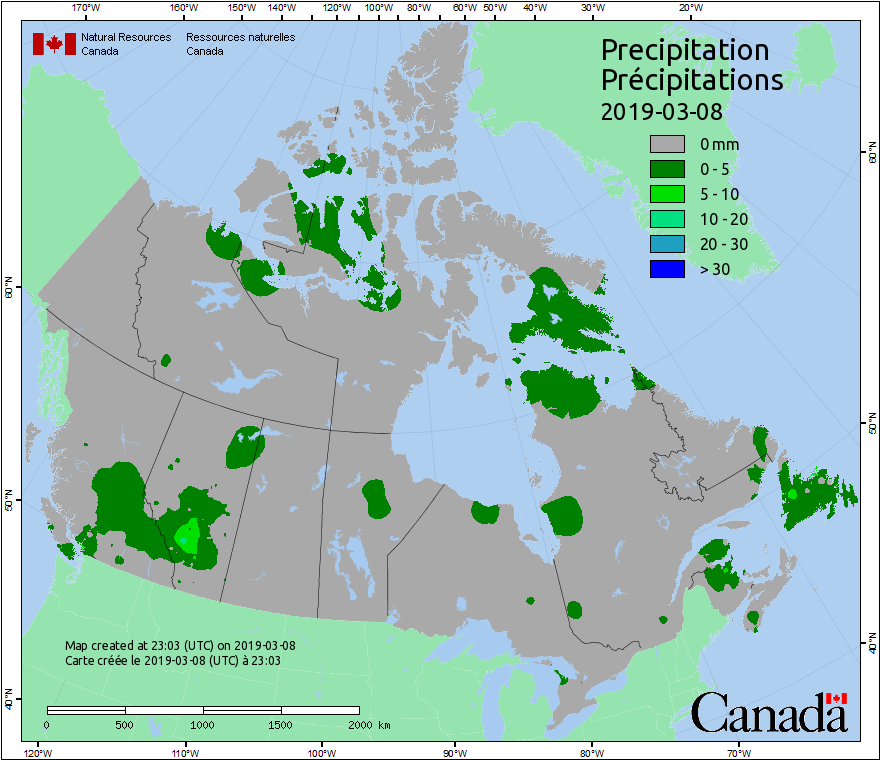 170°W 160°W 150°W 140°W 120°W 100°W 80°W 60°W 50°W 40°W 30°W 20°W
Natural Resources Ressources naturelles
Canada Canada
Precipitation
Précipitations
2019-03-08
0 mm
0 - 5
5 - 10
10 - 20
20 - 30
> 30
60°N
60°N
50°N
50°N
40°N
40°N
Map created at 23:03 (UTC) on 2019-03-08
Carte créée le 2019-03-08 (UTC) à 23:03
0 500 1000 1500 2000 km
Canada
120°W 110°W 100°W 90°W 80°W 70°W